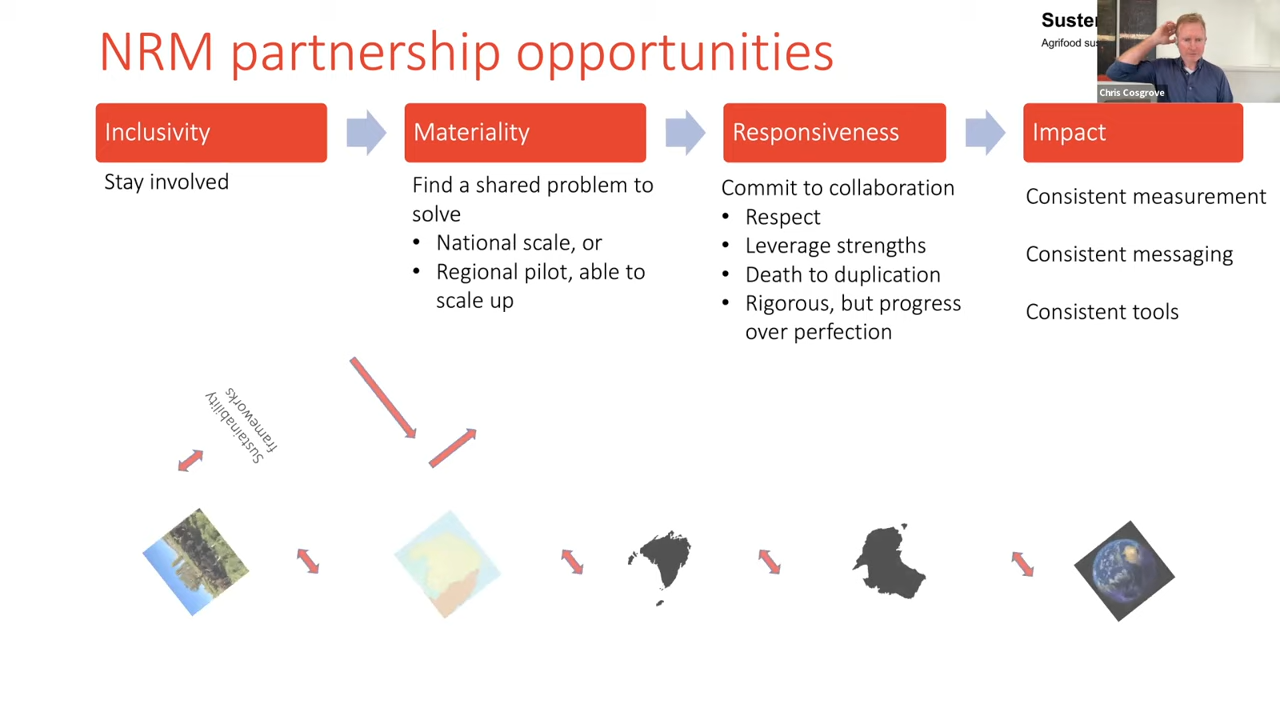 NRM partnership opportunities
Agrifood
Chris Cosgrove
Inclusivity
Materiality
Responsiveness
Impact
Stay involved
Find a shared problem to
solve
• National scale, or
• Regional pilot, able to
scale up
Commit to collaboration
• Respect
• Leverage strengths
• Death to duplication
• Rigorous, but progress
over perfection
Consistent measurement
Consistent messaging
Consistent tools
Sustainability
frameworks